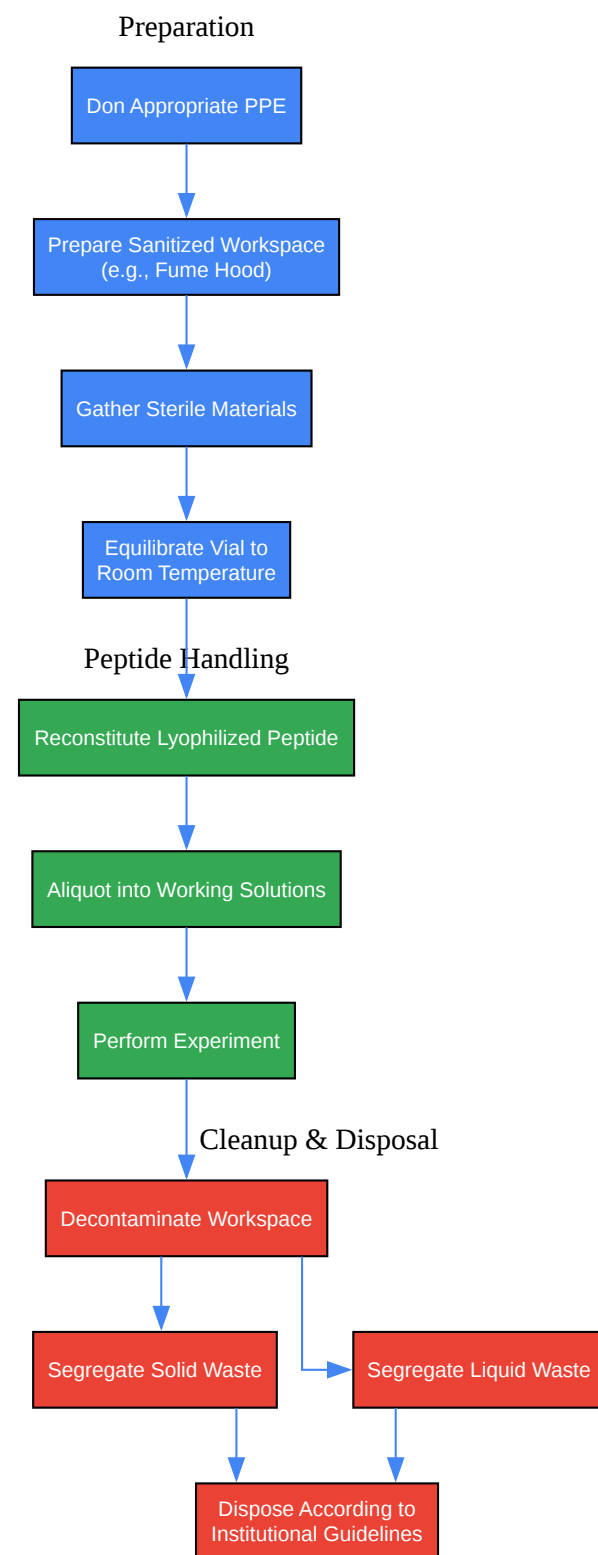 Preparation
Don Appropriate PPE
Prepare Sanitized Workspace
(e.g., Fume Hood)
Gather Sterile Materials
Equilibrate Vial to
Room Temperature
Peptide Handling
Reconstitute Lyophilized Peptide
Aliquot into Working Solutions
Perform Experiment
Cleanup & Disposal
Decontaminate Workspace
Segregate Solid Waste
Segregate Liquid Waste
Dispose According to
Institutional Guidelines